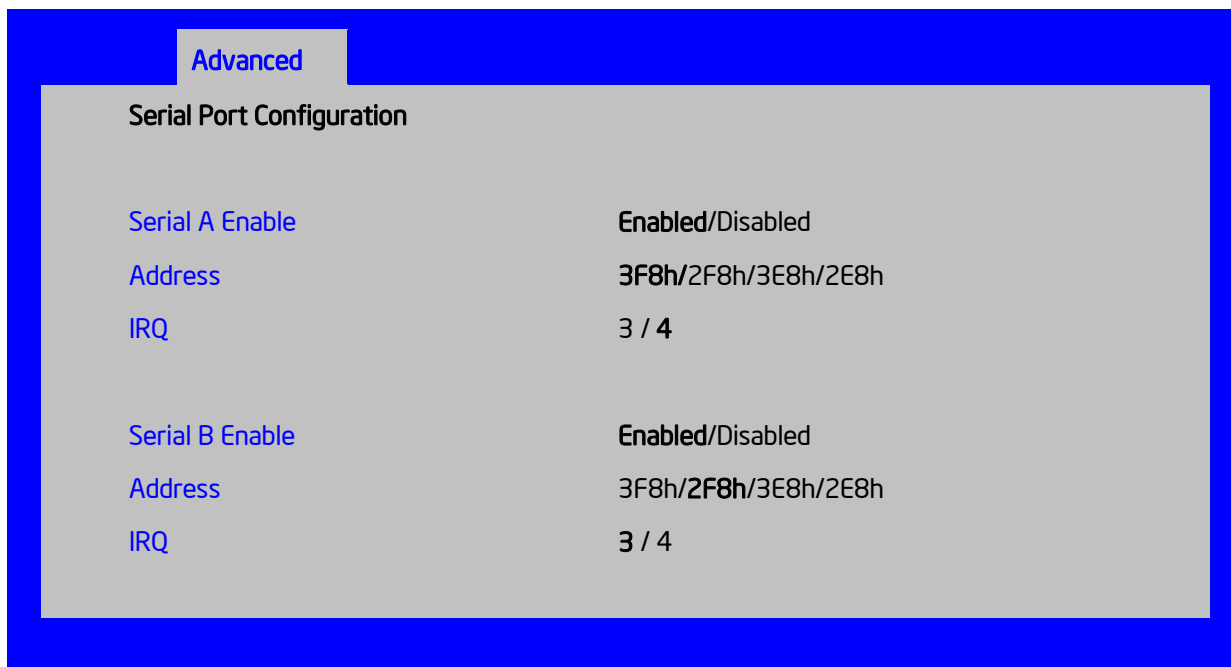 Advanced
Serial Port Configuration
Serial A Enable Enabled/Disabled
Address 3F8h/2F8h/3E8h/2E8h
IRQ 3 / 4
Serial B Enable Enabled/Disabled
Address 3F8h/2F8h/3E8h/2E8h
IRQ 3 / 4